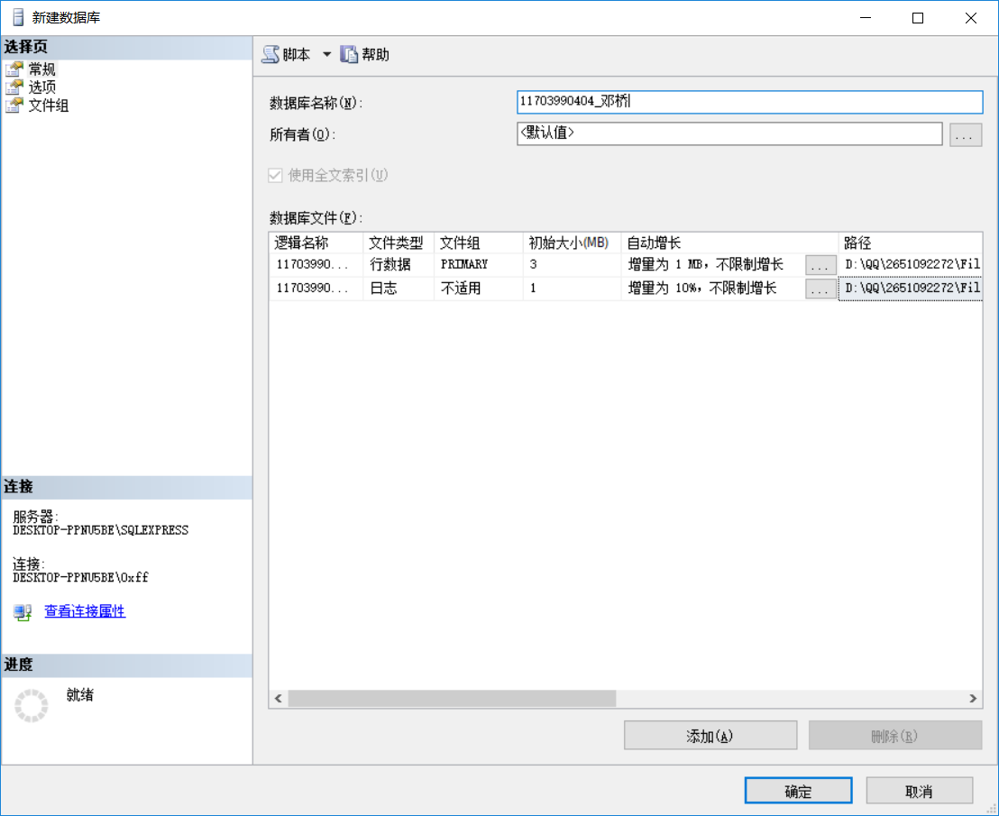 新建数据库
选择页
常规
选项
文件组
脚本 帮助
数据库名称(N):
11703990404_邓桥
所有者(O):
<默认值>
...
使用全文索引(U)
数据库文件(F):
逻辑名称 文件类型 文件组 初始大小(MB) 自动增长 路径
11703990... 行数据 PRIMARY 3 增量为 1 MB，不限制增长 ... D:\QQ\2651092272\Fil
11703990... 日志 不适用 1 增量为 10%，不限制增长 ... D:\QQ\2651092272\Fil
连接
服务器:
DESKTOP-PPNU5BE\SQLEXPRESS
连接:
DESKTOP-PPNU5BE\0xff
查看连接属性
进度
就绪
添加(A) 删除(R)
确定 取消